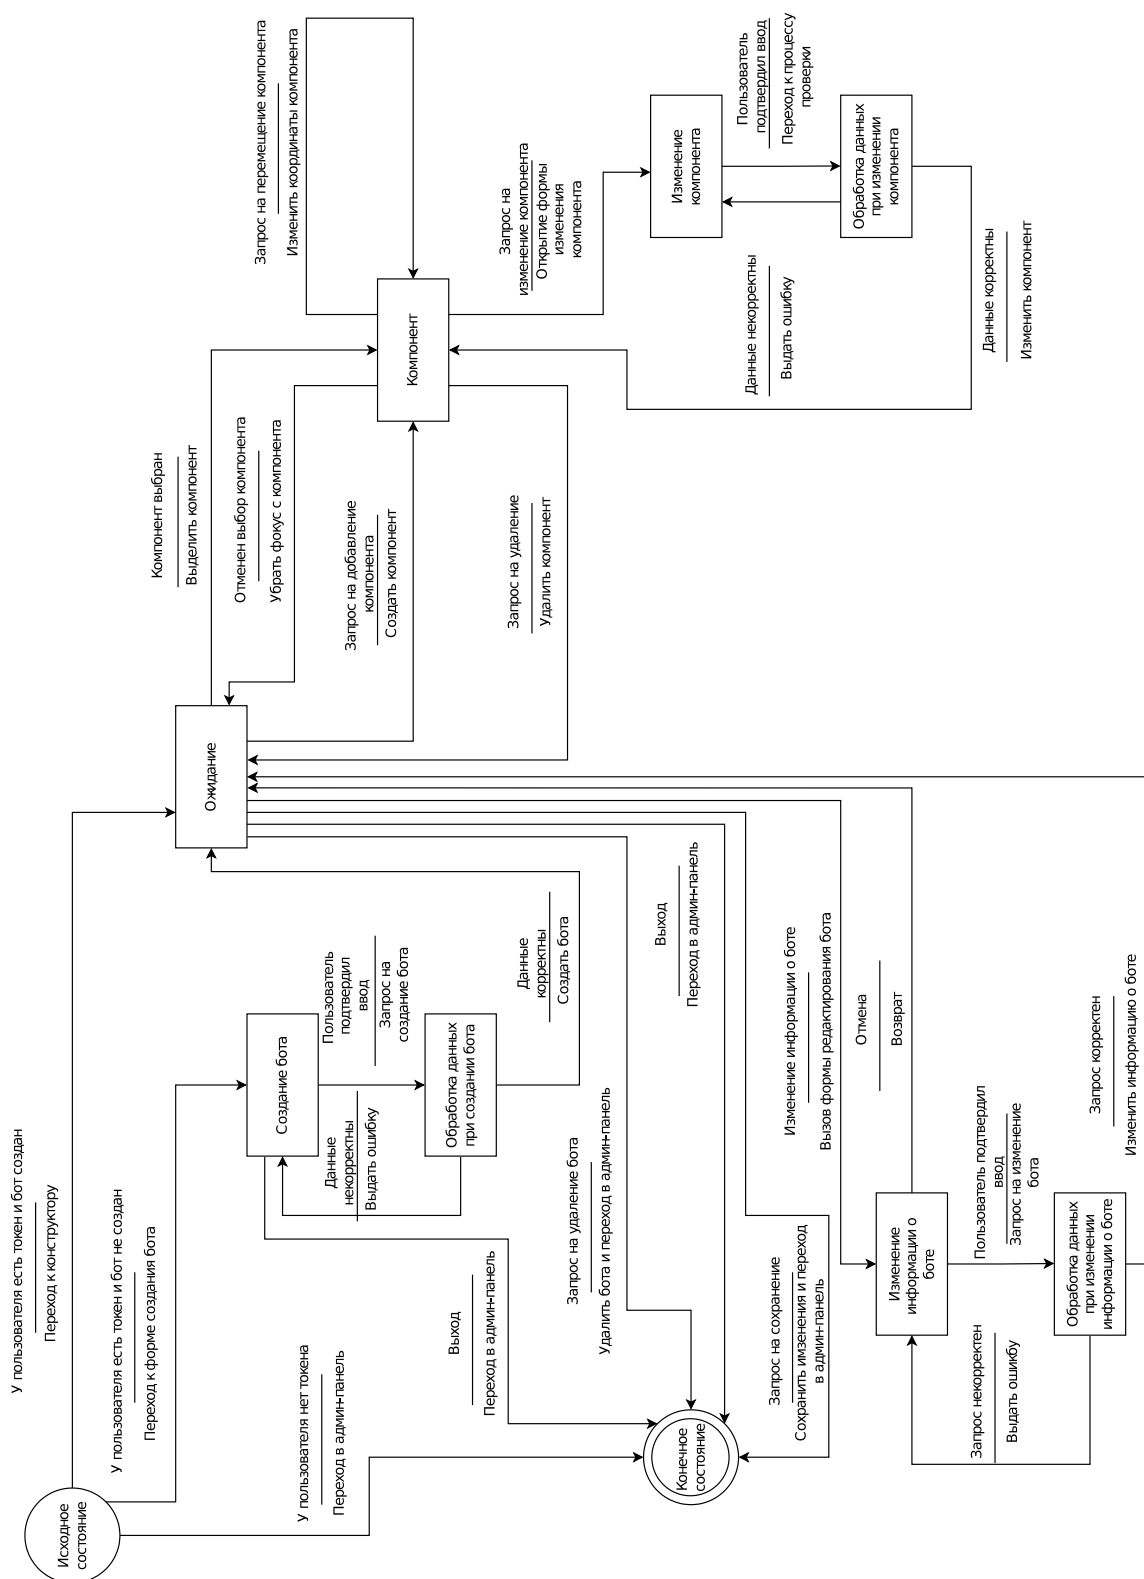 Исходное
состояние
У пользователя есть токен и бот создан
Переход к конструктору
У пользователя есть токен и бот не создан
Переход к форме создания бота
У пользователя нет токена
Переход в админ-панель
Выход
Переход в админ-панель
Создание бота
Пользователь
подтвердил
ввод
Запрос на
создание бота
Данные
некорректны
Выдать ошибку
Обработка данных
при создании бота
Данные
корректны
Создать бота
Запрос на удаление бота
Удалить бота и переход в админ-панель
Выход
Переход в админ-панель
Запрос на сохранение
Сохранить имзенения и переход
в админ-панель
Конечное
состояние
Ожидание
Компонент выбран
Выделить компонент
Отменен выбор компонента
Убрать фокус с компонента
Запрос на добавление
компонента
Создать компонент
Запрос на удаление
Удалить компонент
Компонент
Запрос на перемещение компонента
Изменить координаты компонента
Запрос на
изменение компонента
Открытие формы
изменения
компонента
Изменение
компонента
Пользователь
подтвердил ввод
Переход к процессу
проверки
Обработка данных
при изменении
компонента
Данные некорректны
Выдать ошибку
Данные корректны
Изменить компонент
Изменение информации о боте
Вызов формы редактирования бота
Отмена
Возврат
Изменение
информации о
боте
Пользователь подтвердил
ввод
Запрос на изменение
бота
Обработка данных
при изменении
информации о боте
Запрос некорректен
Выдать ошикбу
Запрос корректен
Изменить информацию о боте